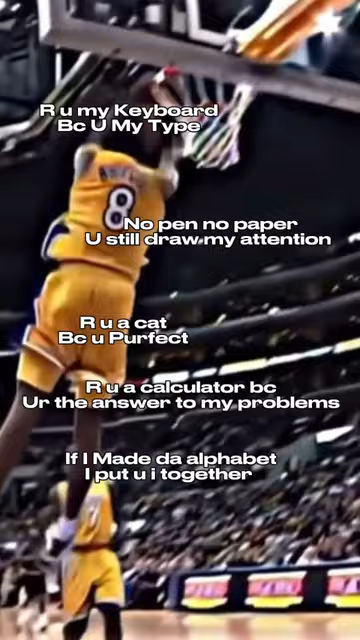 R u my Keyboard
Bc U My Type
8
No pen no paper
U still draw my attention
R u a cat
Bc u Purfect
R u a calculator bc
Ur the answer to my problems
If I Made da alphabet
I put u i together